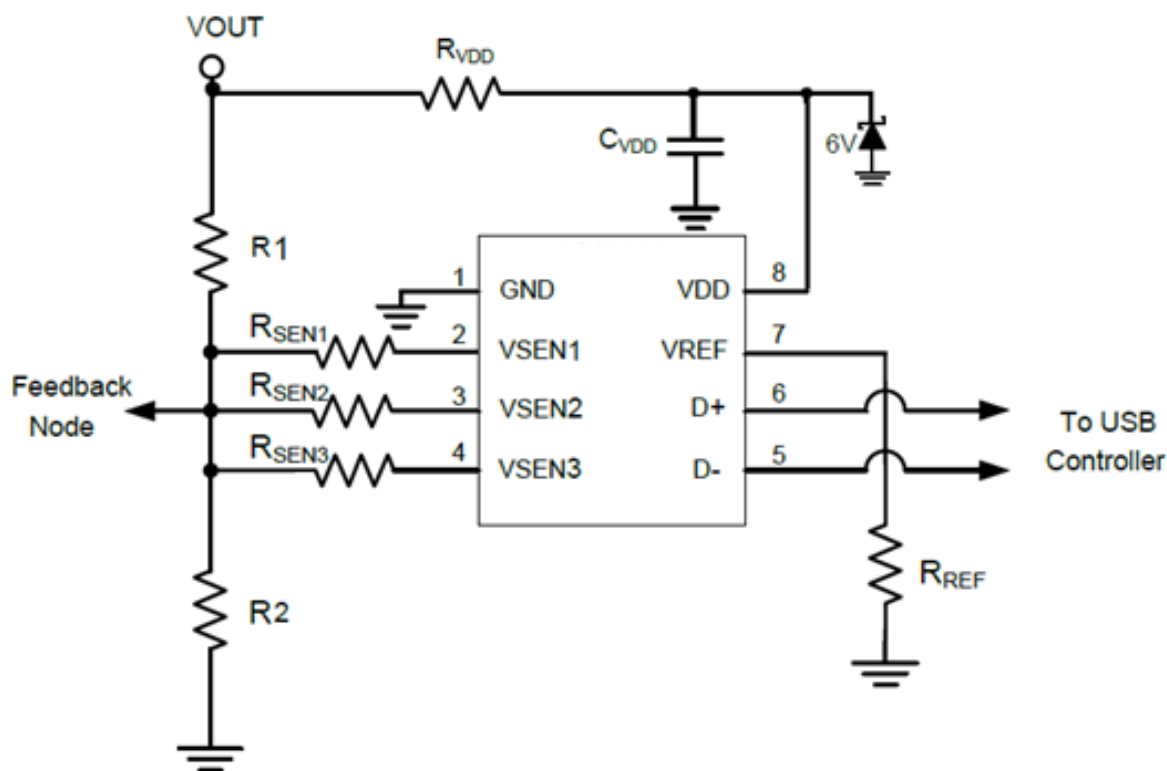 VOUT
RVDD
CVDD
6V
R1
1
GND
VDD
8
RSEN1
2
VSEN1
VREF
7
Feedback
Node
RSEN2
3
VSEN2
D+
6
To USB
Controller
RSEN3
4
VSEN3
D-
5
RREF
R2